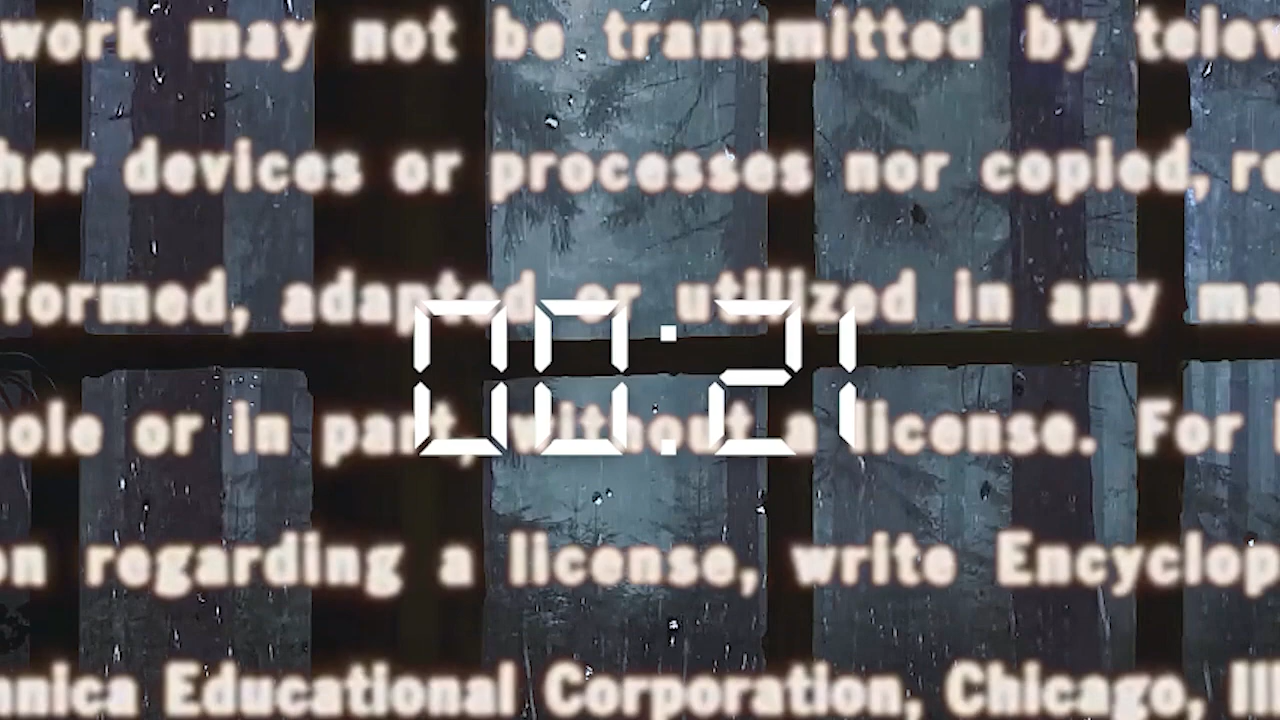 work may not be transmitted by telev
her devices or processes nor copied, re
formed, adapted or utilized in any ma
00:21
ole or in part, without a license. For
on regarding a license, write Encyclop
nnica Educational Corporation, Chicago, Ill